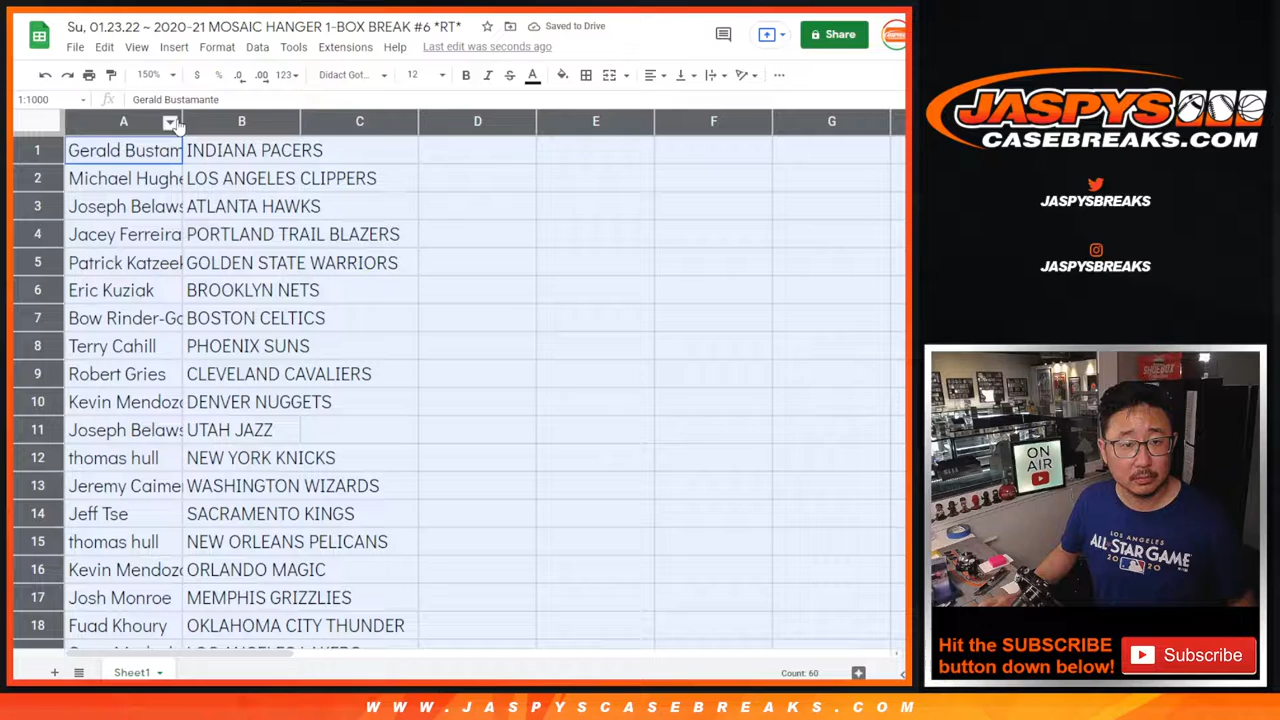 Su, 01.23.22 ~ 2020-21 MOSAIC HANGER 1-BOX BREAK #6 *RT*
Saved to Drive
File Edit View Insert Format Data Tools Extensions Help Last edit was seconds ago
Share
150% $ % .0 .00 123 Didact Got... 12 B I S A
1:1000 fx Gerald Bustamante
A B C D E F G
1 Gerald Bustam INDIANA PACERS
2 Michael Hughe LOS ANGELES CLIPPERS
3 Joseph Belaws ATLANTA HAWKS
4 Jacey Ferreira PORTLAND TRAIL BLAZERS
5 Patrick Katzeek GOLDEN STATE WARRIORS
6 Eric Kuziak BROOKLYN NETS
7 Bow Rinder-Go BOSTON CELTICS
8 Terry Cahill PHOENIX SUNS
9 Robert Gries CLEVELAND CAVALIERS
10 Kevin Mendoza DENVER NUGGETS
11 Joseph Belaws UTAH JAZZ
12 thomas hull NEW YORK KNICKS
13 Jeremy Caime WASHINGTON WIZARDS
14 Jeff Tse SACRAMENTO KINGS
15 thomas hull NEW ORLEANS PELICANS
16 Kevin Mendoza ORLANDO MAGIC
17 Josh Monroe MEMPHIS GRIZZLIES
18 Fuad Khoury OKLAHOMA CITY THUNDER
Sheet1
Count: 60
JASPYS
CASEBREAKS.COM
JASPYSBREAKS
JASPYSBREAKS
SHOEBOX
ON
AIR
LOS ANGELES
ALL STAR GAME
2020
Hit the SUBSCRIBE
button down below!
Subscribe
WWW.JASPYSCASEBREAKS.COM